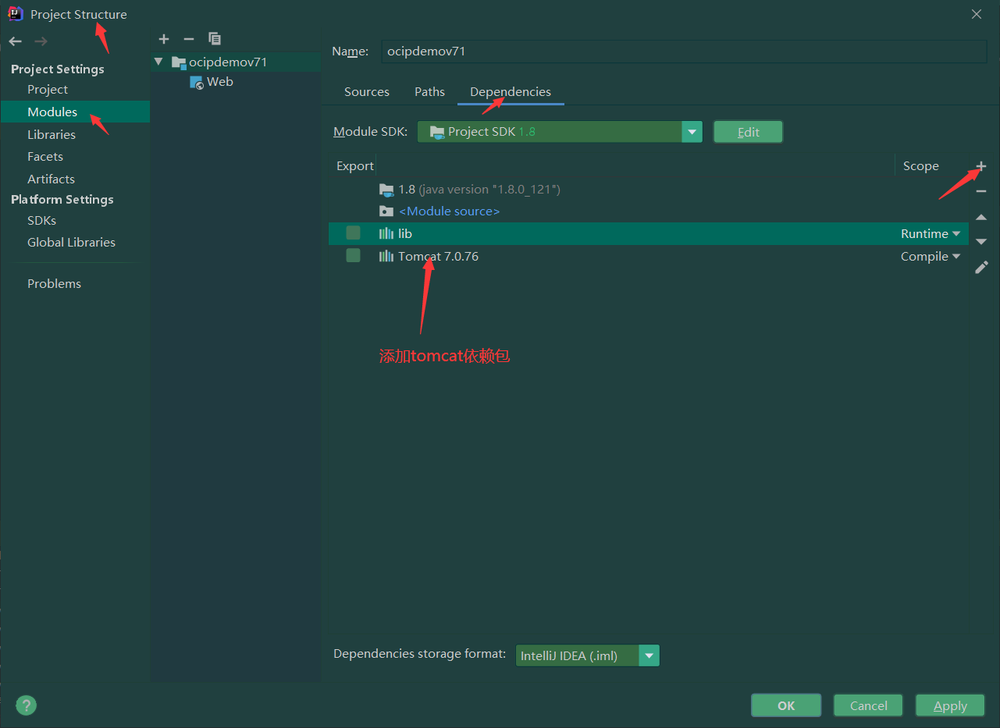 Project Structure
Project Settings
Project
Modules
Libraries
Facets
Artifacts
Platform Settings
SDKs
Global Libraries
Problems
ocipdemov71
Web
Name: ocipdemov71
Sources Paths Dependencies
Module SDK: Project SDK 1.8 Edit
Export Scope
1.8 (java version "1.8.0_121")
<Module source>
lib Runtime
Tomcat 7.0.76 Compile
添加tomcat依赖包
Dependencies storage format: IntelliJ IDEA (.iml)
? OK Cancel Apply